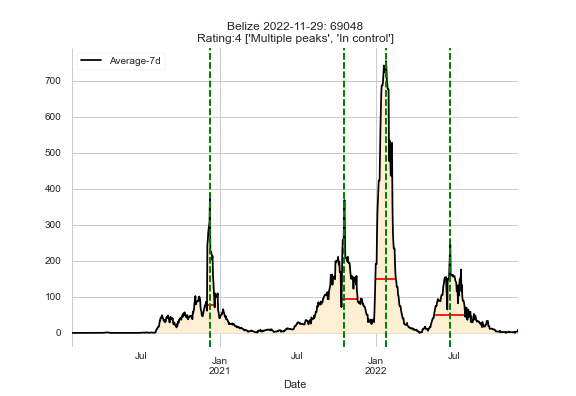 Belize 2022-11-29: 69048
Rating:4 ['Multiple peaks', 'In control']
Average-7d
700
600
500
400
300
200
100
0
Jul
Jan
2021
Jul
Jan
2022
Jul
Date